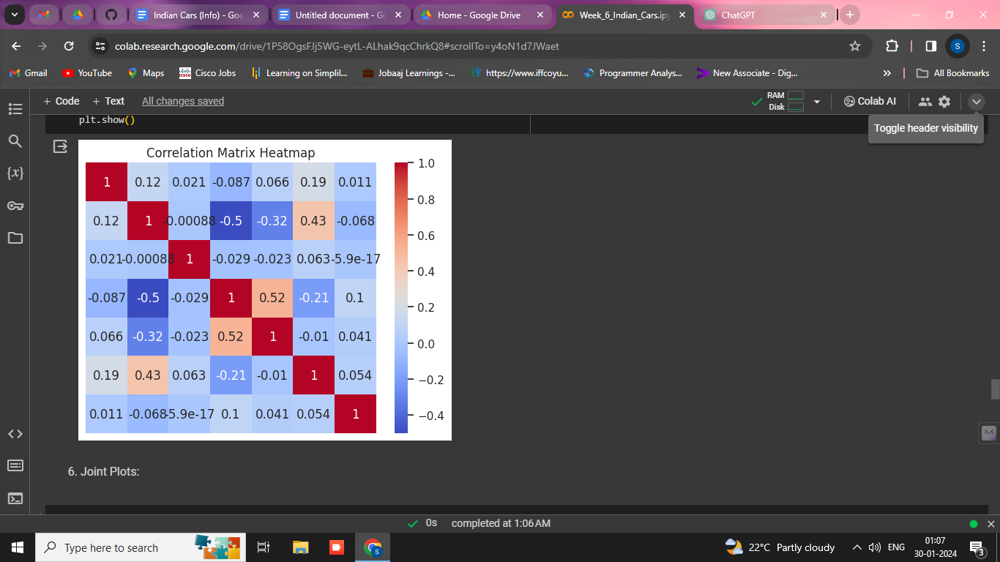 Indian Cars (Info) - Goo
Untitled document - Go
Home - Google Drive
Week_6_Indian_Cars.ipy
ChatGPT
colab.research.google.com/drive/1P58OgsFJj5WG-eytL-ALhak9qcChrkQ8#scrollTo=y4oN1d7JWaet
S
Gmail
YouTube
Maps
Cisco Jobs
Learning on Simplil...
Jobaaj Learnings -...
https://www.iffcoyu...
Programmer Analys...
New Associate - Dig...
»
All Bookmarks
+ Code + Text All changes saved
RAM
Disk
Colab AI
Toggle header visibility
plt.show()
{x}
Correlation Matrix Heatmap
1 0.12 0.021 -0.087 0.066 0.19 0.011
0.12 1 -0.00088 -0.5 -0.32 0.43 -0.068
0.021 -0.00088 1 -0.029 -0.023 0.063 -5.9e-17
-0.087 -0.5 -0.029 1 0.52 -0.21 0.1
0.066 -0.32 -0.023 0.52 1 -0.01 0.041
0.19 0.43 0.063 -0.21 -0.01 1 0.054
0.011 -0.068 -5.9e-17 0.1 0.041 0.054 1
1.0
0.8
0.6
0.4
0.2
0.0
−0.2
−0.4
6. Joint Plots:
0s completed at 1:06 AM
Type here to search
22°C Partly cloudy
ENG
01:07
30-01-2024
3